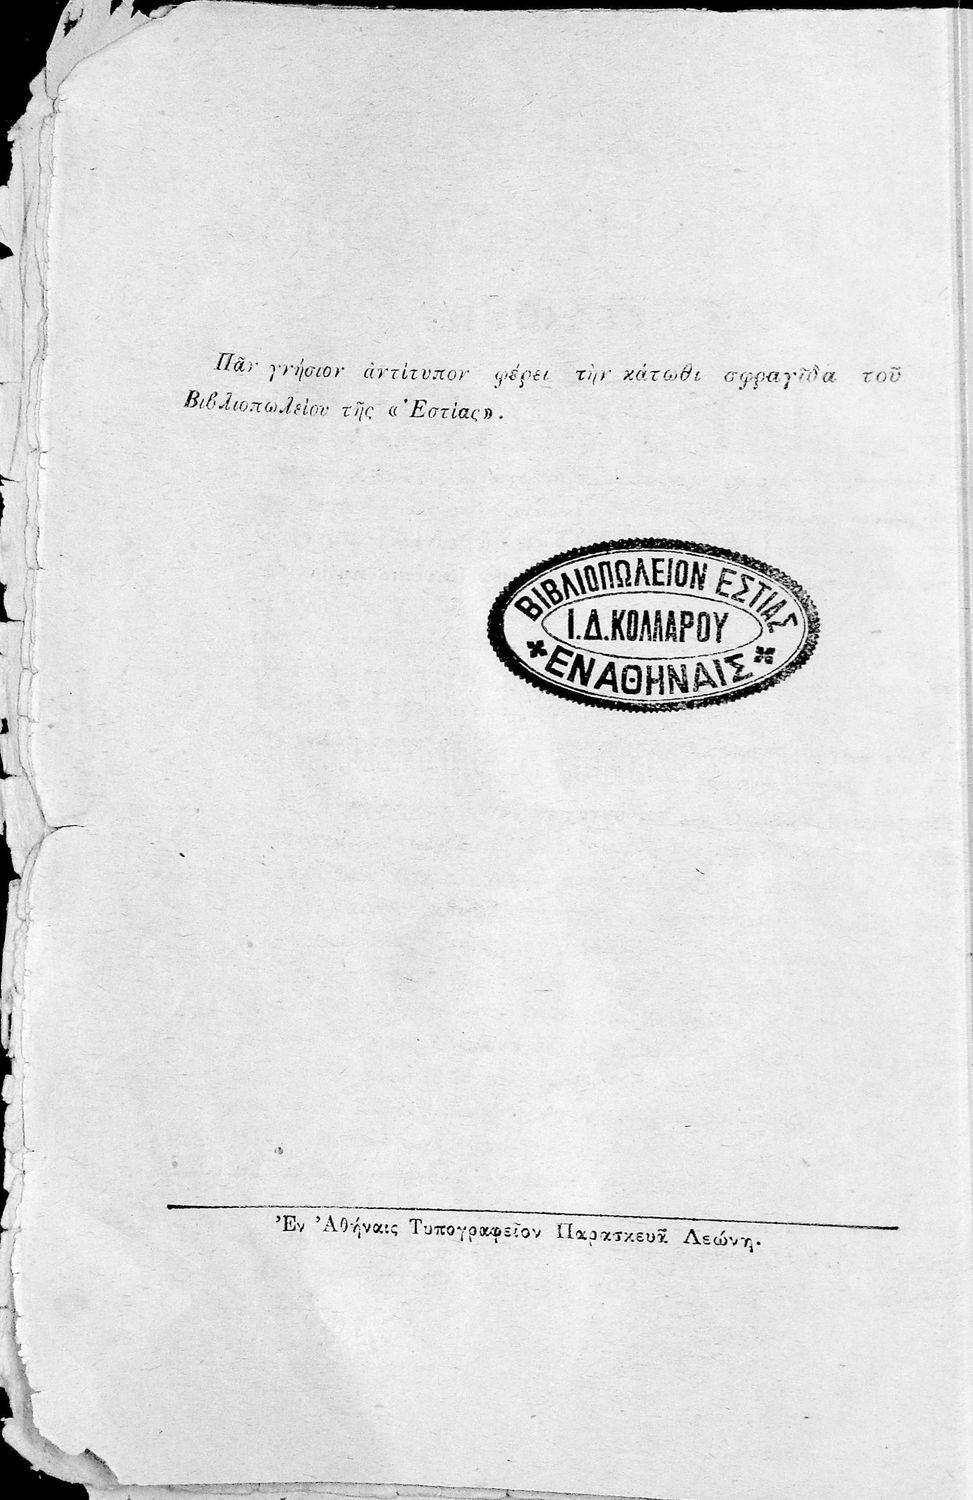 Πᾶν γνήσιον ἀντίτυπον φέρει τὴν κάτωθι σφραγῖδα τοῦ
Βιβλιοπωλείου τῆς «Ἑστίας».
ΒΙΒΛΙΟΠΩΛΕΙΟΝ ΕΣΤΙΑΣ
Ι.Δ.ΚΟΛΛΑΡΟΥ
ΕΝ ΑΘΗΝΑΙΣ
Ἐν Ἀθήναις Τυπογραφεῖον Παρασκευᾶ Λεώνη.